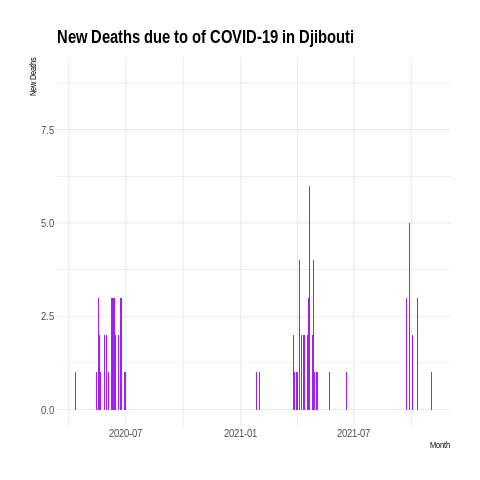 New Deaths due to of COVID-19 in Djibouti
New Deaths
7.5
5.0
2.5
0.0
2020-07 2021-01 2021-07
Month